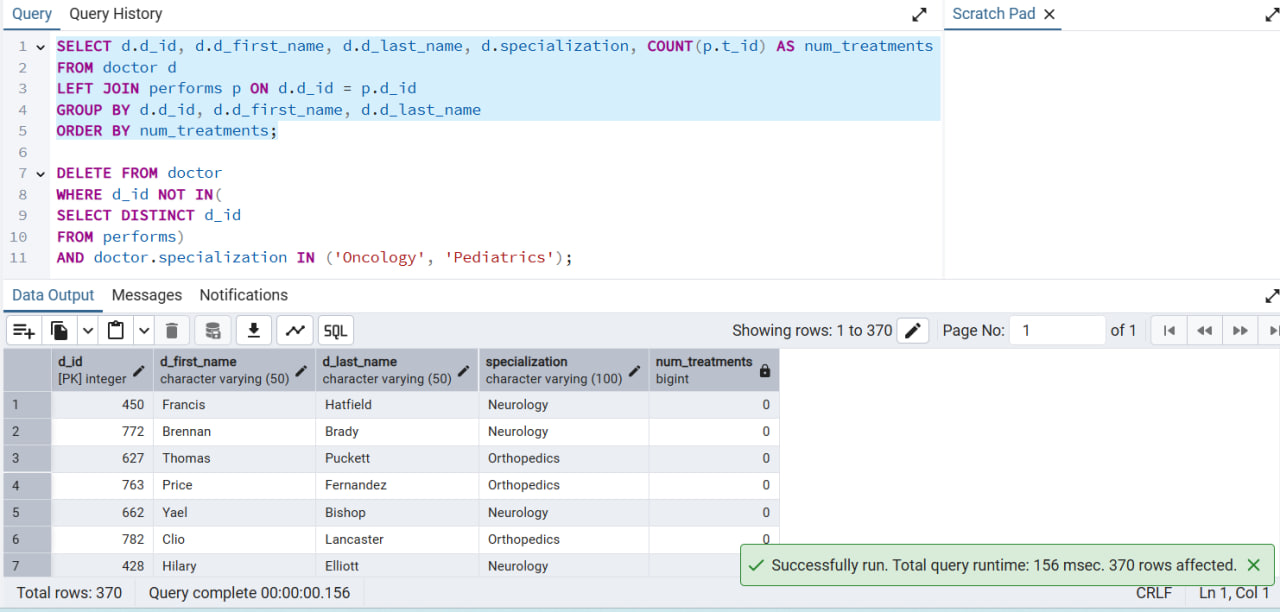 Query Query History Scratch Pad
1 SELECT d.d_id, d.d_first_name, d.d_last_name, d.specialization, COUNT(p.t_id) AS num_treatments
2 FROM doctor d
3 LEFT JOIN performs p ON d.d_id = p.d_id
4 GROUP BY d.d_id, d.d_first_name, d.d_last_name
5 ORDER BY num_treatments;
6
7 DELETE FROM doctor
8 WHERE d_id NOT IN(
9 SELECT DISTINCT d_id
10 FROM performs)
11 AND doctor.specialization IN ('Oncology', 'Pediatrics');
Data Output Messages Notifications
SQL Showing rows: 1 to 370 Page No: 1 of 1
d_id d_first_name d_last_name specialization num_treatments
[PK] integer character varying (50) character varying (50) character varying (100) bigint
1 450 Francis Hatfield Neurology 0
2 772 Brennan Brady Neurology 0
3 627 Thomas Puckett Orthopedics 0
4 763 Price Fernandez Orthopedics 0
5 662 Yael Bishop Neurology 0
6 782 Clio Lancaster Orthopedics 0
7 428 Hilary Elliott Neurology
Successfully run. Total query runtime: 156 msec. 370 rows affected.
Total rows: 370 Query complete 00:00:00.156 CRLF Ln 1, Col 1